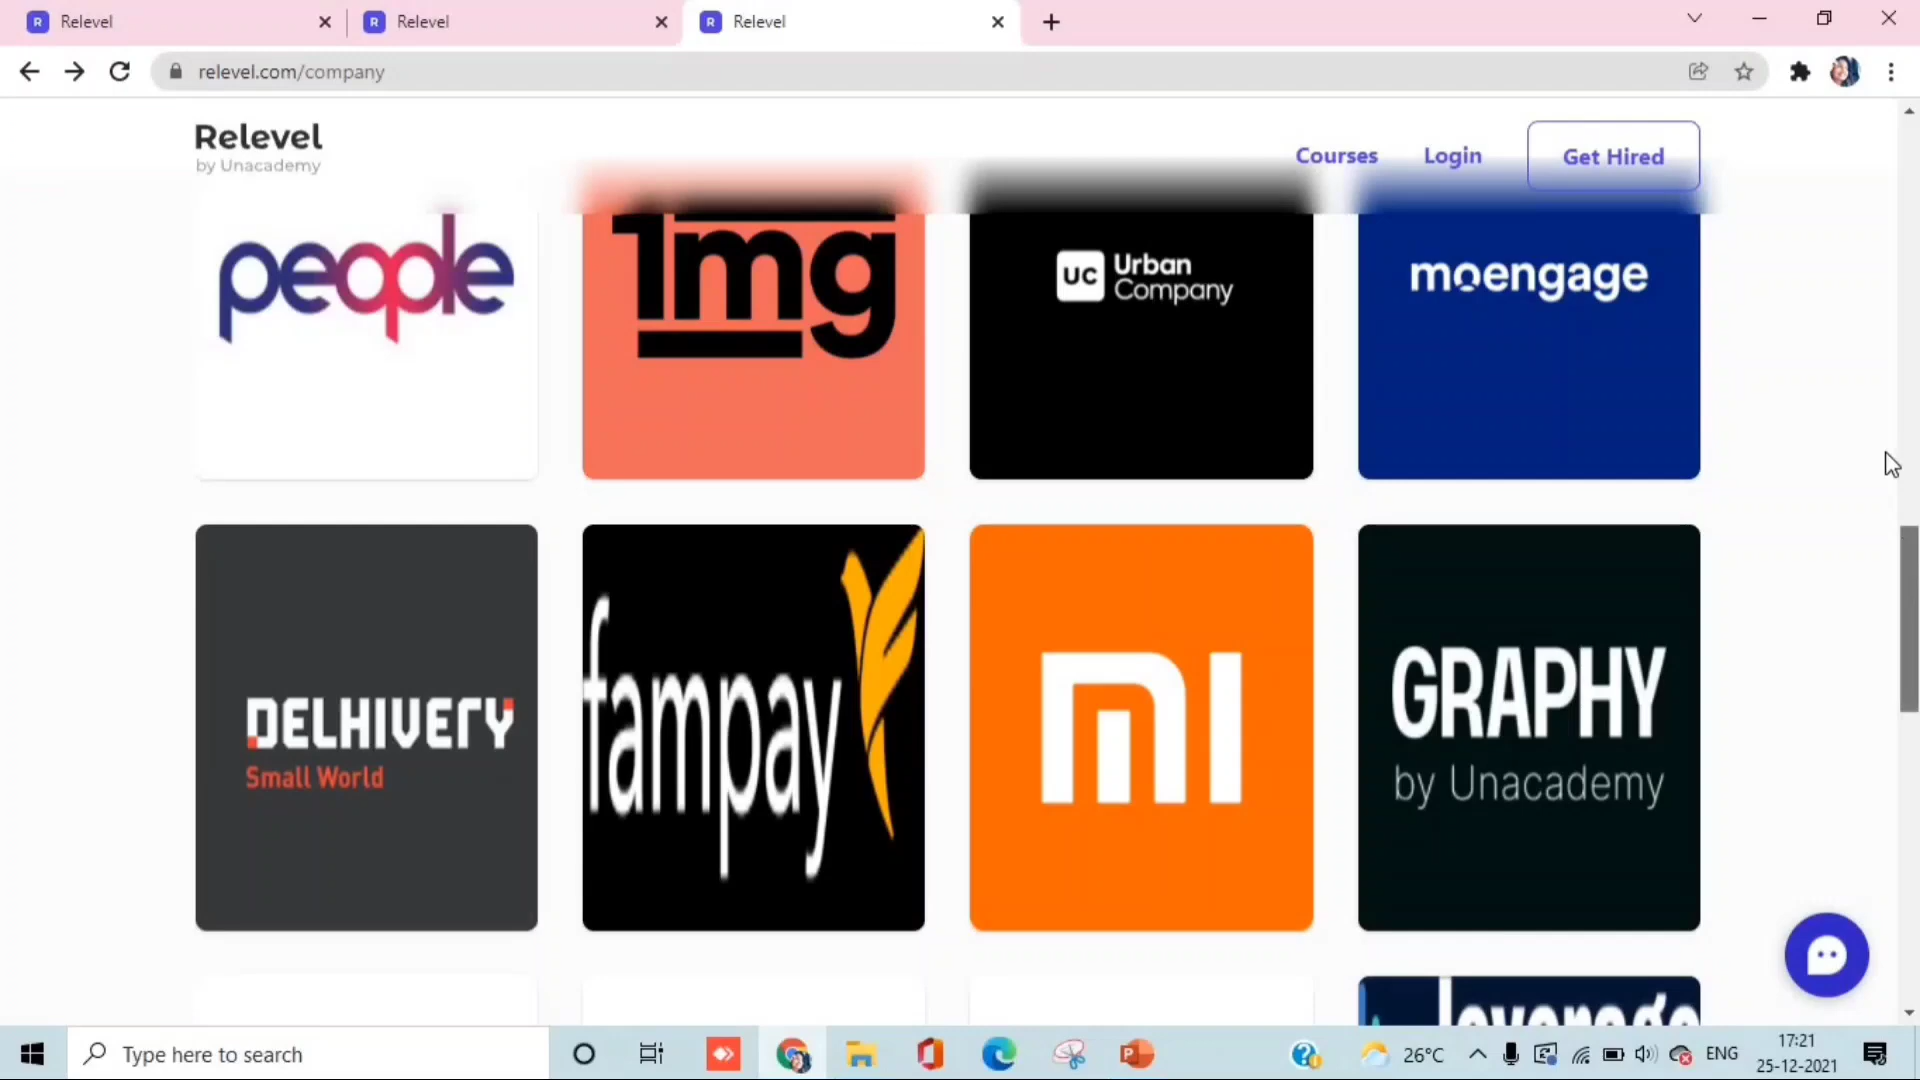 Relevel
Relevel
Relevel
relevel.com/company
Relevel
by Unacademy
Courses
Login
Get Hired
people
1mg
UC Urban
Company
moengage
DELHIVERY
Small World
fampay
mi
GRAPHY
by Unacademy
leverage
Type here to search
26°C
ENG
17:21
25-12-2021